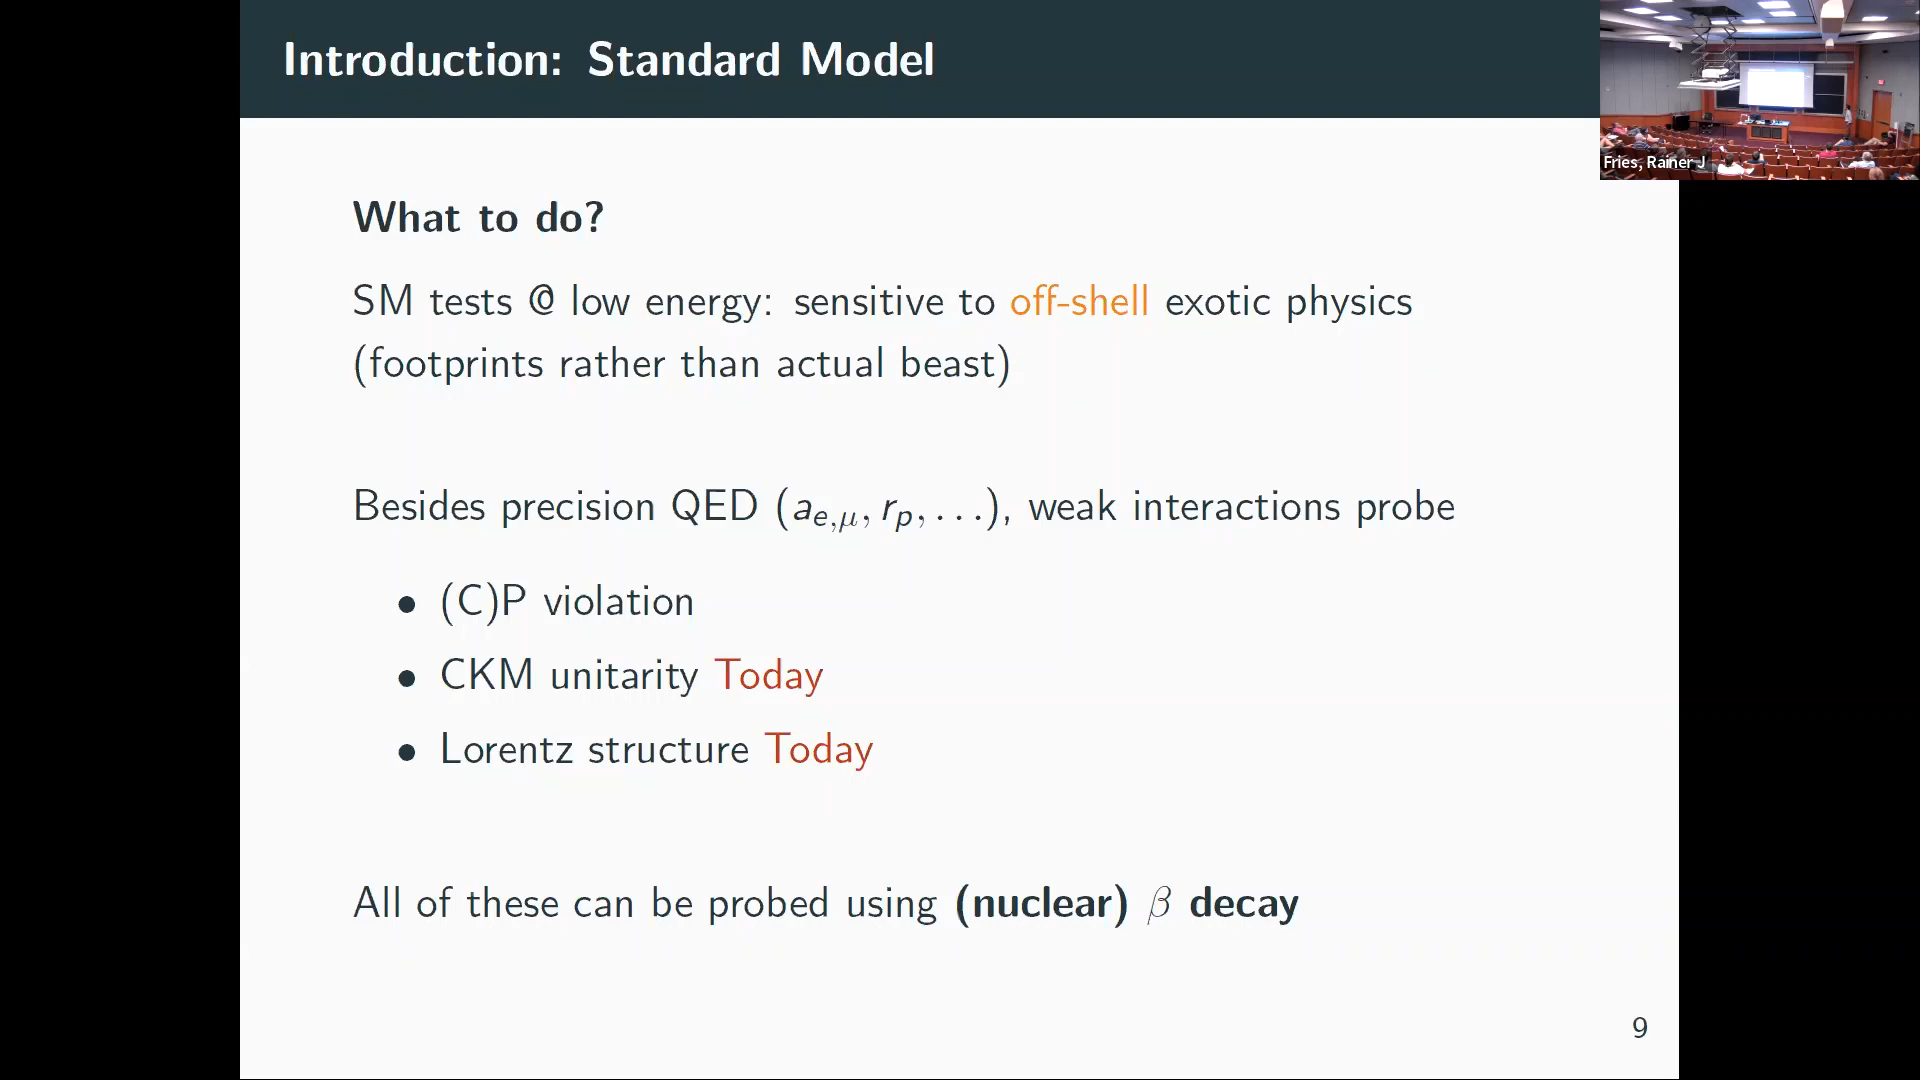 Introduction: Standard Model
Fries, Rainer J
What to do?
SM tests @ low energy: sensitive to off-shell exotic physics
(footprints rather than actual beast)
Besides precision QED (a_{e,μ}, r_p, ...), weak interactions probe
• (C)P violation
• CKM unitarity Today
• Lorentz structure Today
All of these can be probed using (nuclear) β decay
9